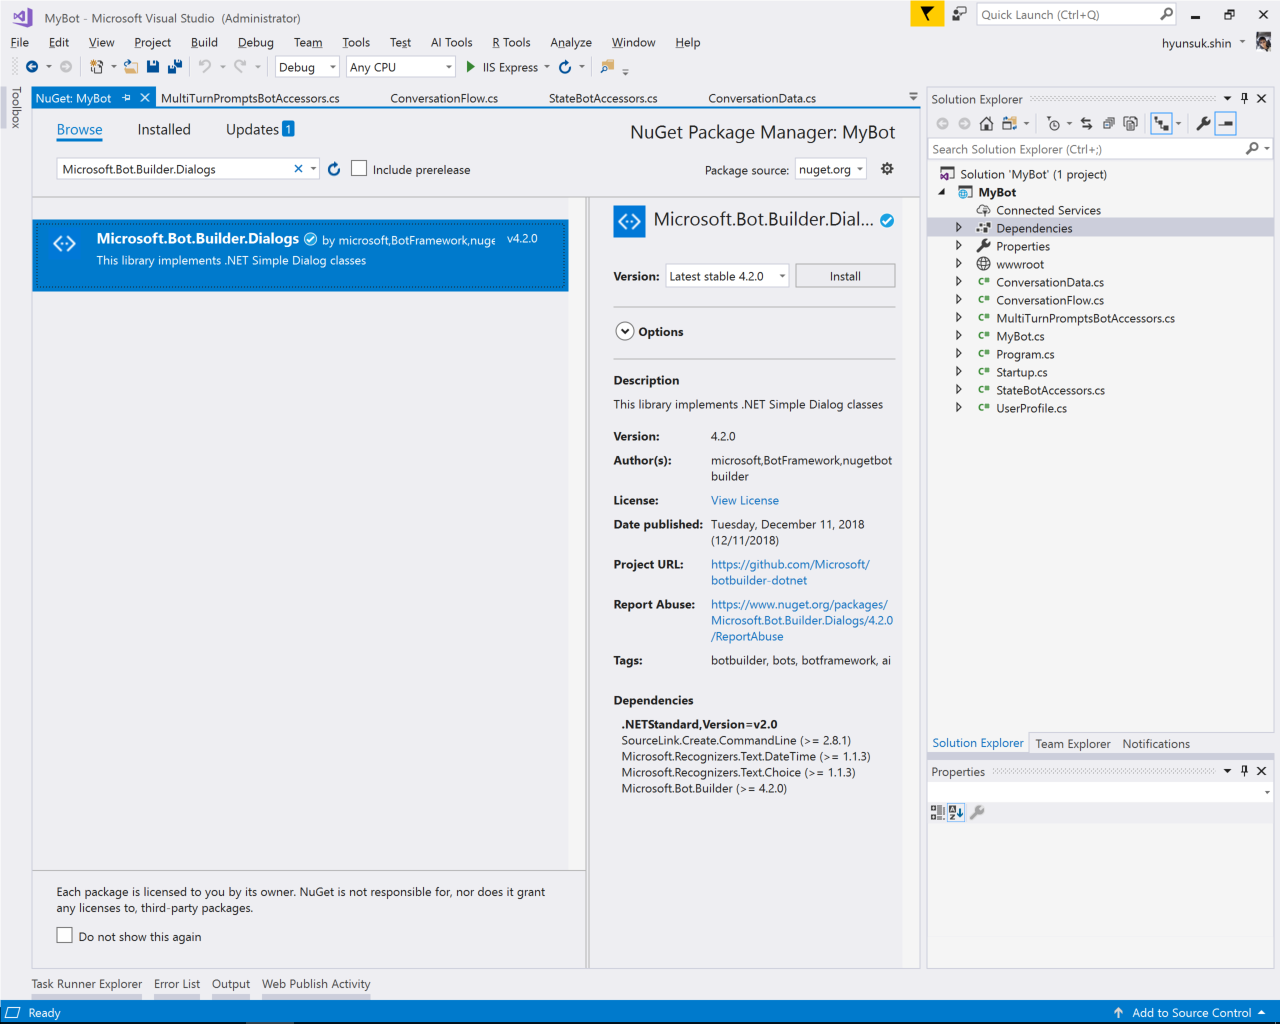 MyBot - Microsoft Visual Studio (Administrator)
Quick Launch (Ctrl+Q)
File Edit View Project Build Debug Team Tools Test AI Tools R Tools Analyze Window Help
hyunsuk.shin
Debug Any CPU IIS Express
Toolbox
NuGet: MyBot MultiTurnPromptsBotAccessors.cs ConversationFlow.cs StateBotAccessors.cs ConversationData.cs
Browse Installed Updates 1
NuGet Package Manager: MyBot
Microsoft.Bot.Builder.Dialogs
Include prerelease
Package source: nuget.org
Microsoft.Bot.Builder.Dialogs by microsoft,BotFramework,nuge v4.2.0
This library implements .NET Simple Dialog classes
Each package is licensed to you by its owner. NuGet is not responsible for, nor does it grant
any licenses to, third-party packages.
Do not show this again
Microsoft.Bot.Builder.Dial...
Version: Latest stable 4.2.0 Install
Options
Description
This library implements .NET Simple Dialog classes
Version: 4.2.0
Author(s): microsoft,BotFramework,nugetbot
builder
License: View License
Date published: Tuesday, December 11, 2018
(12/11/2018)
Project URL: https://github.com/Microsoft/
botbuilder-dotnet
Report Abuse: https://www.nuget.org/packages/
Microsoft.Bot.Builder.Dialogs/4.2.0
/ReportAbuse
Tags: botbuilder, bots, botframework, ai
Dependencies
.NETStandard,Version=v2.0
SourceLink.Create.CommandLine (>= 2.8.1)
Microsoft.Recognizers.Text.DateTime (>= 1.1.3)
Microsoft.Recognizers.Text.Choice (>= 1.1.3)
Microsoft.Bot.Builder (>= 4.2.0)
Solution Explorer
Search Solution Explorer (Ctrl+;)
Solution 'MyBot' (1 project)
MyBot
Connected Services
Dependencies
Properties
wwwroot
C# ConversationData.cs
C# ConversationFlow.cs
C# MultiTurnPromptsBotAccessors.cs
C# MyBot.cs
C# Program.cs
C# Startup.cs
C# StateBotAccessors.cs
C# UserProfile.cs
Solution Explorer Team Explorer Notifications
Properties
Task Runner Explorer Error List Output Web Publish Activity
Ready
Add to Source Control